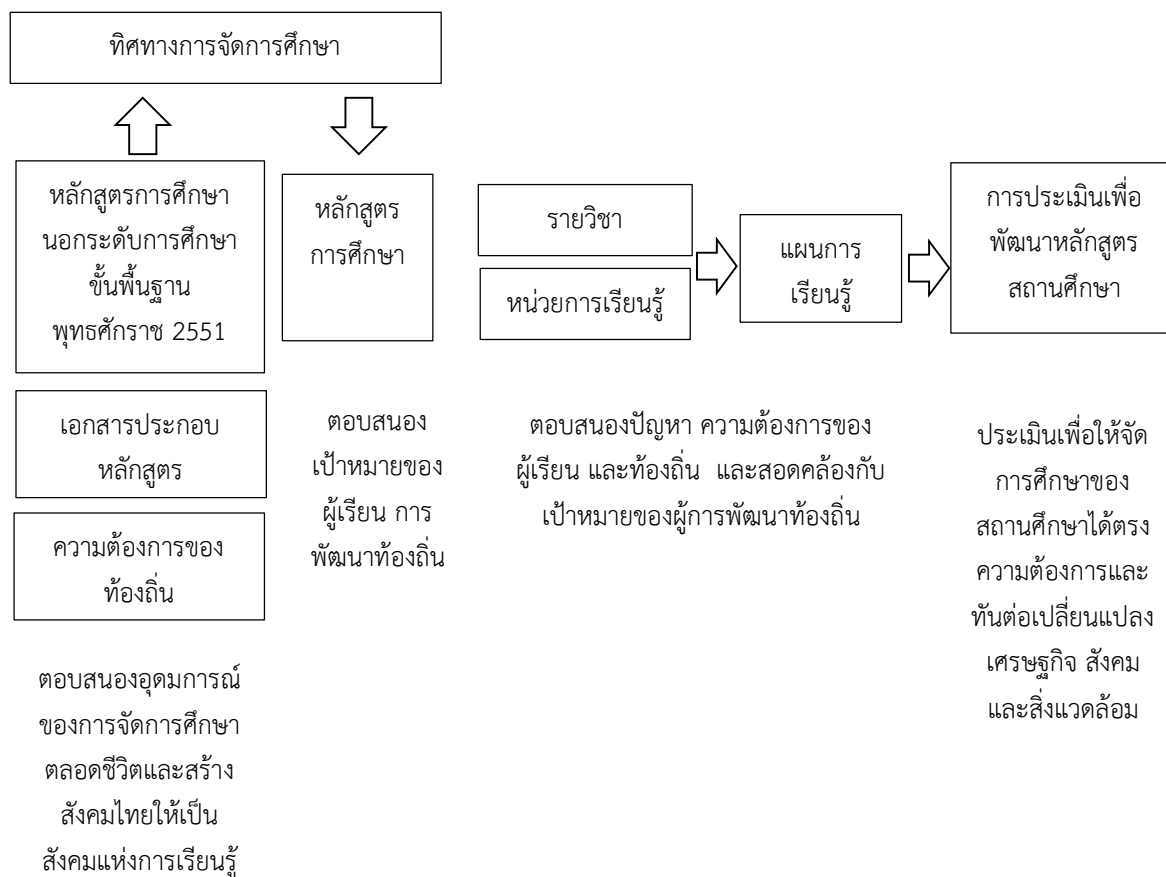 ทิศทางการจัดการศึกษา
หลักสูตรการศึกษา
นอกระดับการศึกษา
ขั้นพื้นฐาน
พุทธศักราช 2551
เอกสารประกอบ
หลักสูตร
ความต้องการของ
ท้องถิ่น
ตอบสนองอุดมการณ์
ของการจัดการศึกษา
ตลอดชีวิตและสร้าง
สังคมไทยให้เป็น
สังคมแห่งการเรียนรู้
หลักสูตร
การศึกษา
ตอบสนอง
เป้าหมายของ
ผู้เรียน การ
พัฒนาท้องถิ่น
รายวิชา
หน่วยการเรียนรู้
แผนการ
เรียนรู้
ตอบสนองปัญหา ความต้องการของ
ผู้เรียน และท้องถิ่น และสอดคล้องกับ
เป้าหมายของผู้การพัฒนาท้องถิ่น
การประเมินเพื่อ
พัฒนาหลักสูตร
สถานศึกษา
ประเมินเพื่อให้จัด
การศึกษาของ
สถานศึกษาได้ตรง
ความต้องการและ
ทันต่อเปลี่ยนแปลง
เศรษฐกิจ สังคม
และสิ่งแวดล้อม